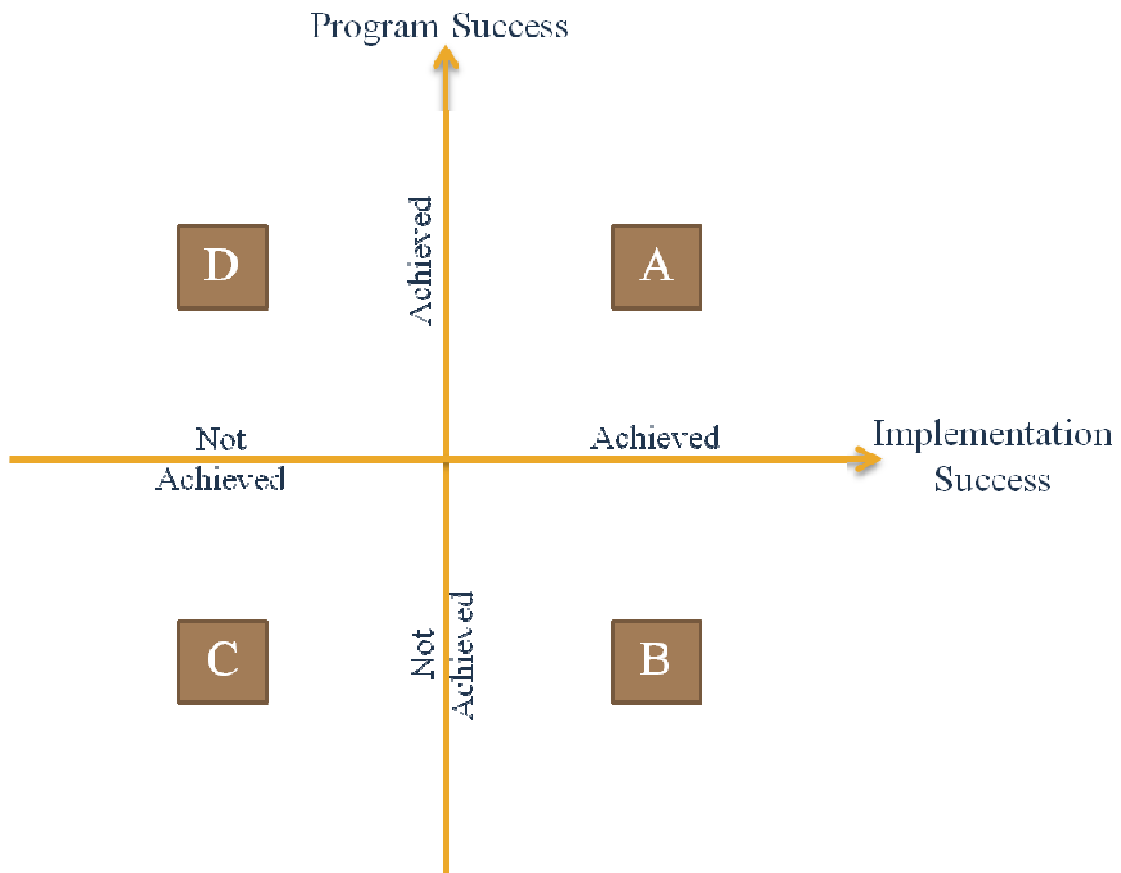 Program Success
Achieved
D
A
Not
Achieved
Achieved
Implementation
Success
Not
Achieved
C
B